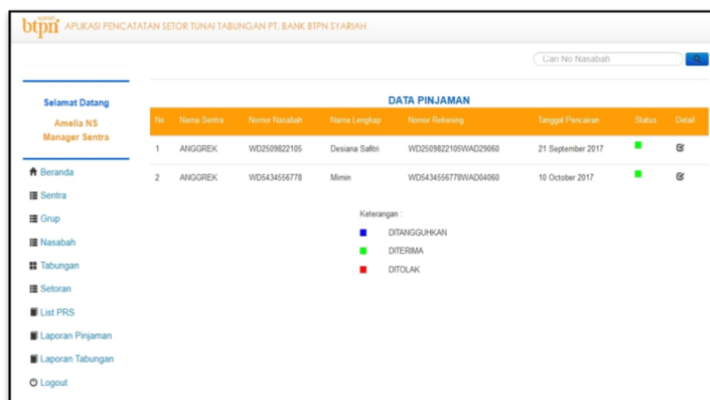 syariah
btpn APLIKASI PENCATATAN SETOR TUNAI TABUNGAN PT. BANK BTPN SYARIAH
Cari No Nasabah
Selamat Datang
Amelia NS
Manager Sentra
Beranda
Sentra
Grup
Nasabah
Tabungan
Setoran
List PRS
Laporan Pinjaman
Laporan Tabungan
Logout
DATA PINJAMAN
No Nama Sentra Nomor Nasabah Nama Lengkap Nomor Rekening Tanggal Pencairan Status Detail
1 ANGGREK WD2509822105 Desiana Safitri WD2509822105WAD29060 21 September 2017
2 ANGGREK WD5434556778 Mimin WD5434556778WAD04060 10 October 2017
Keterangan :
DITANGGUHKAN
DITERIMA
DITOLAK